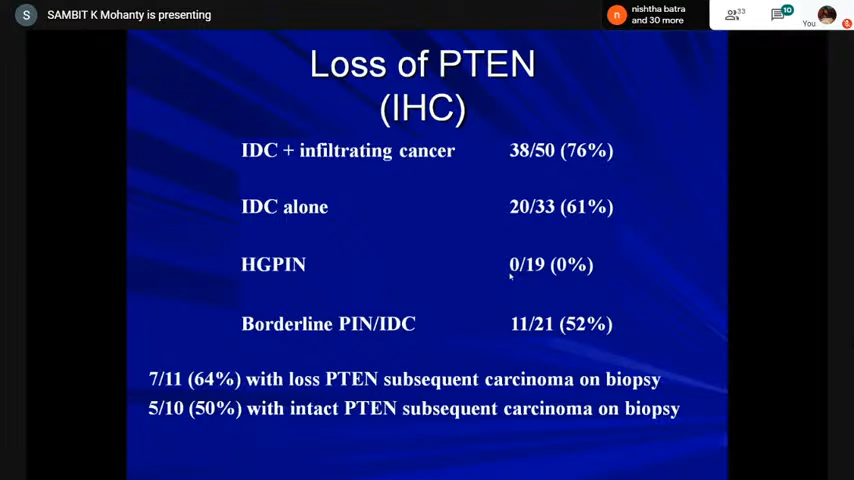 S SAMBIT K Mohanty is presenting
n nishtha batra
and 30 more
33
10
You
Loss of PTEN
(IHC)
IDC + infiltrating cancer 38/50 (76%)
IDC alone 20/33 (61%)
HGPIN 0/19 (0%)
Borderline PIN/IDC 11/21 (52%)
7/11 (64%) with loss PTEN subsequent carcinoma on biopsy
5/10 (50%) with intact PTEN subsequent carcinoma on biopsy